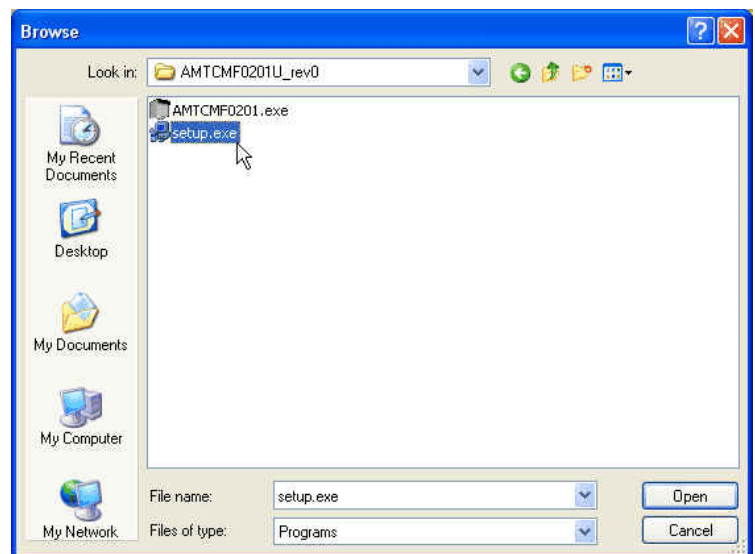 Browse
Look in: AMTCMF0201U_rev0
AMTCMF0201.exe
setup.exe
My Recent
Documents
Desktop
My Documents
My Computer
My Network
File name: setup.exe Open
Files of type: Programs Cancel